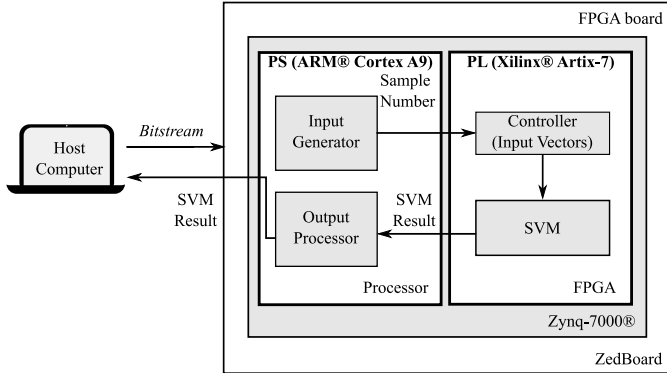 FPGA board
PS (ARM® Cortex A9)
PL (Xilinx® Artix-7)
Sample
Number
Input
Generator
Controller
(Input Vectors)
Bitstream
Host
Computer
SVM
Result
Output
Processor
SVM
Result
SVM
Processor
FPGA
Zynq-7000®
ZedBoard